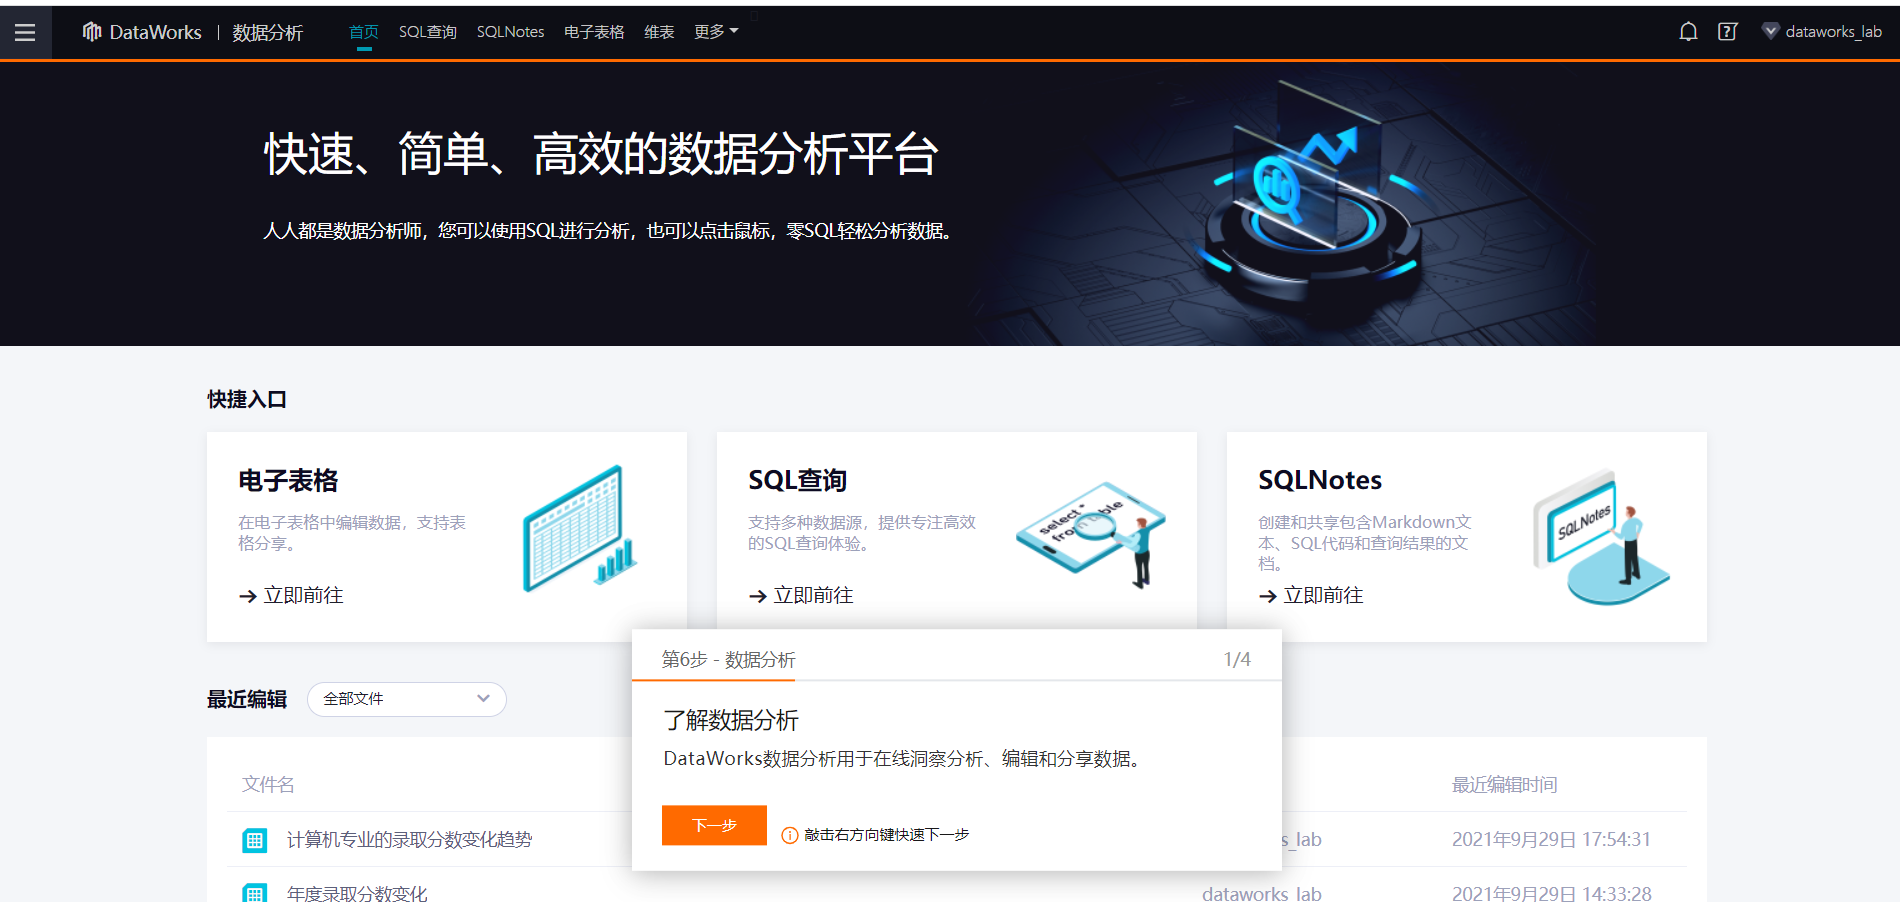 DataWorks | 数据分析
首页 SQL查询 SQLNotes 电子表格 维表 更多
dataworks_lab
快速、简单、高效的数据分析平台
人人都是数据分析师，您可以使用SQL进行分析，也可以点击鼠标，零SQL轻松分析数据。
快捷入口
电子表格
在电子表格中编辑数据，支持表
格分享。
立即前往
SQL查询
支持多种数据源，提供专注高效
的SQL查询体验。
立即前往
select *
from table
SQLNotes
创建和共享包含Markdown文
本、SQL代码和查询结果的文
档。
立即前往
SQLNotes
最近编辑 全部文件
第6步 - 数据分析 1/4
了解数据分析
DataWorks数据分析用于在线洞察分析、编辑和分享数据。
下一步 敲击右方向键快速下一步
文件名 最近编辑时间
计算机专业的录取分数变化趋势 s_lab 2021年9月29日 17:54:31
年度录取分数变化 dataworks_lab 2021年9月29日 14:33:28